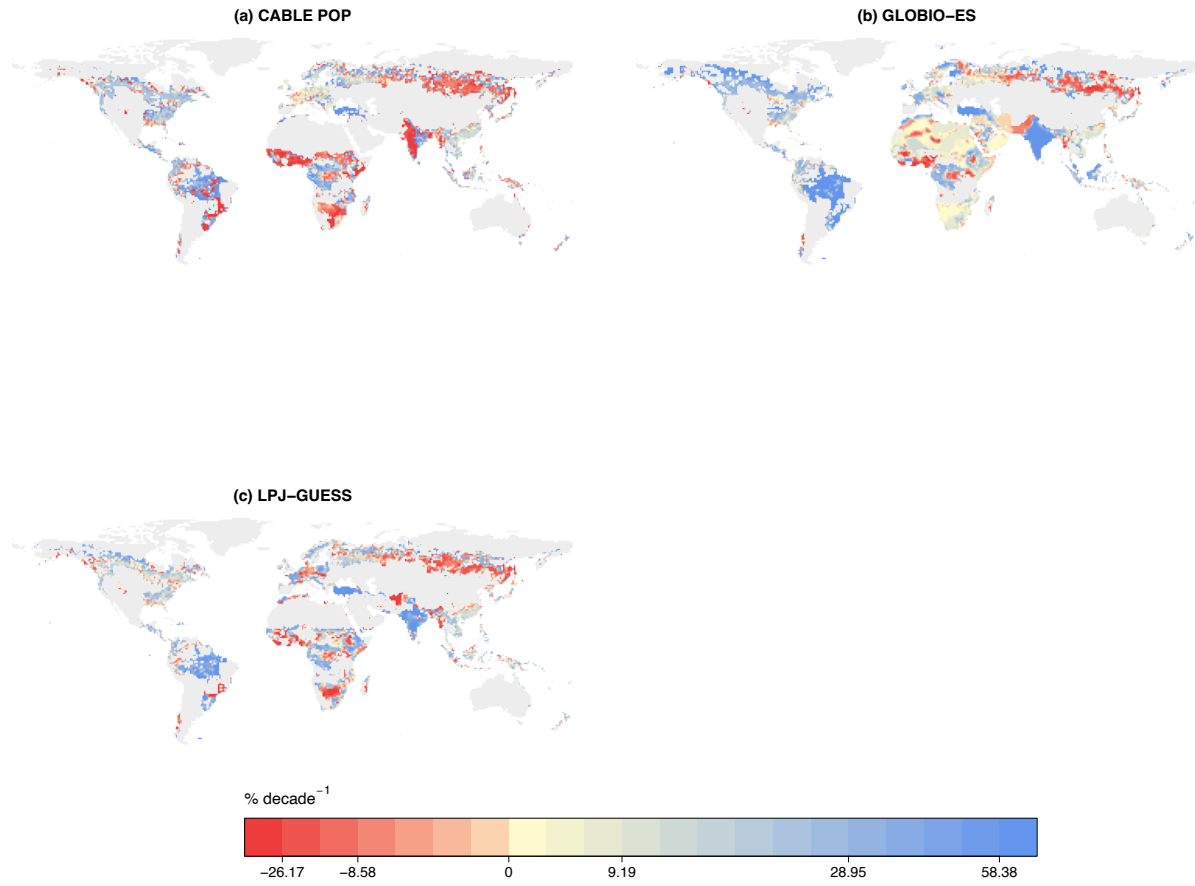 (a) CABLE POP
(b) GLOBIO−ES
(c) LPJ−GUESS
% decade⁻¹
−26.17 −8.58 0 9.19 28.95 58.38